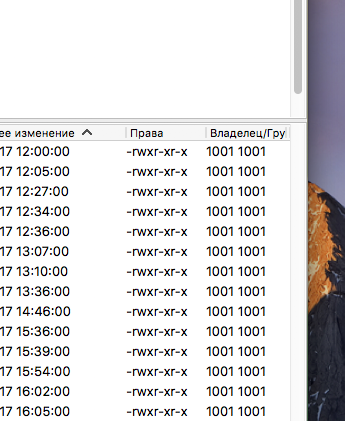 ее изменение Права Владелец/Гру
17 12:00:00 -rwxr-xr-x 1001 1001
17 12:05:00 -rwxr-xr-x 1001 1001
17 12:27:00 -rwxr-xr-x 1001 1001
17 12:34:00 -rwxr-xr-x 1001 1001
17 12:36:00 -rwxr-xr-x 1001 1001
17 13:07:00 -rwxr-xr-x 1001 1001
17 13:10:00 -rwxr-xr-x 1001 1001
17 13:36:00 -rwxr-xr-x 1001 1001
17 14:46:00 -rwxr-xr-x 1001 1001
17 15:36:00 -rwxr-xr-x 1001 1001
17 15:39:00 -rwxr-xr-x 1001 1001
17 15:54:00 -rwxr-xr-x 1001 1001
17 16:02:00 -rwxr-xr-x 1001 1001
17 16:05:00 -rwxr-xr-x 1001 1001